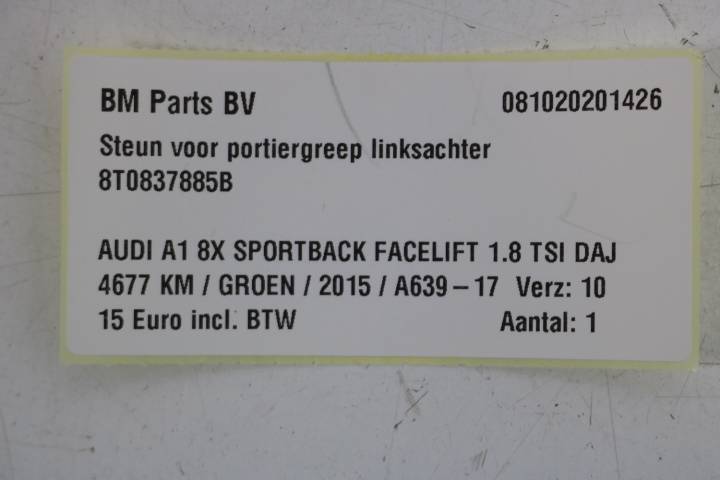 BM Parts BV 081020201426
Steun voor portiergreep linksachter
8T0837885B
AUDI A1 8X SPORTBACK FACELIFT 1.8 TSI DAJ
4677 KM / GROEN / 2015 / A639-17 Verz: 10
15 Euro incl. BTW Aantal: 1